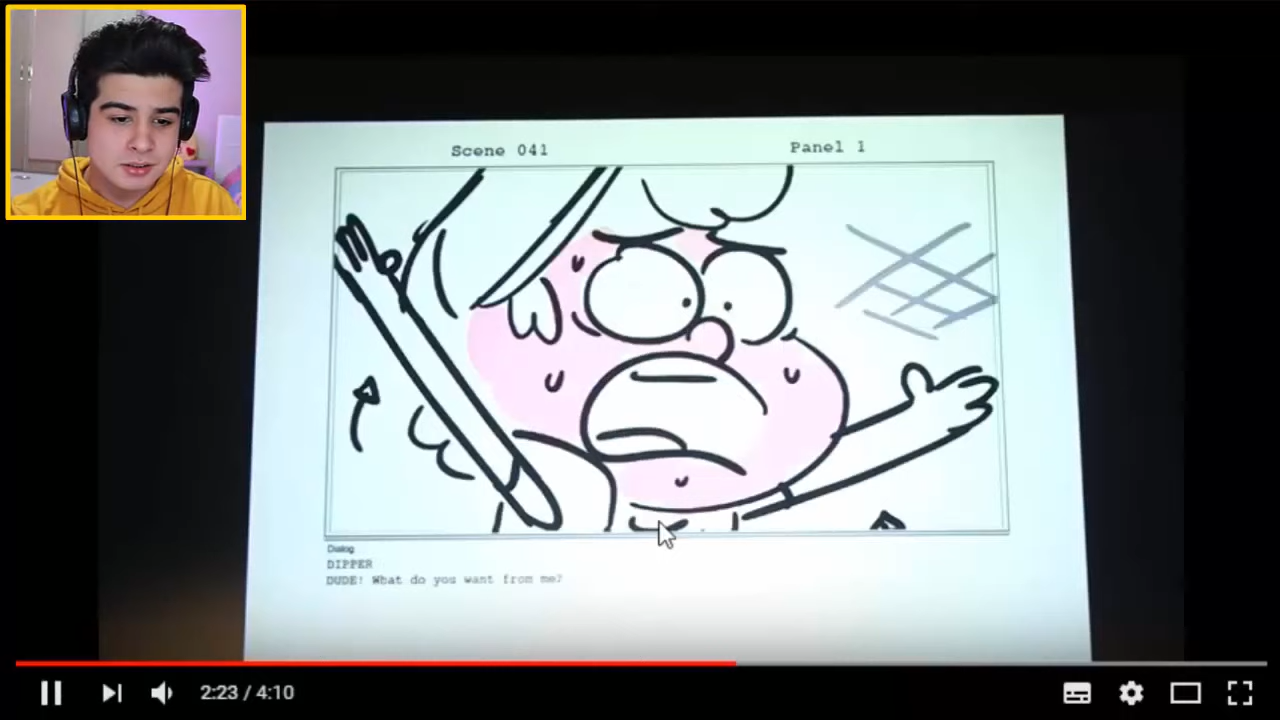 Scene 041
Panel 1
Dialog
DIPPER
DUDE! What do you want from me?
2:23 / 4:10